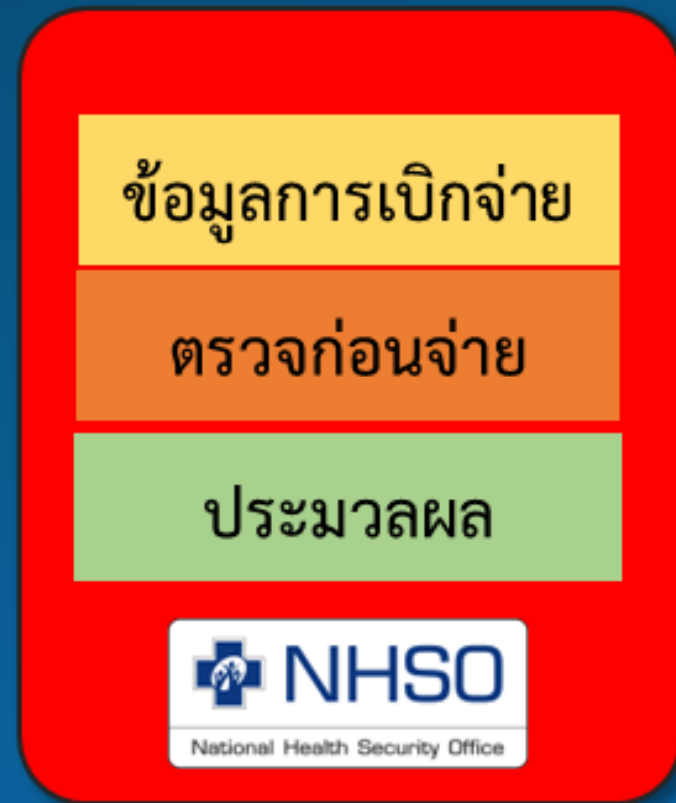 ข้อมูลการเบิกจ่าย
ตรวจก่อนจ่าย
ประมวลผล
NHSO
National Health Security Office